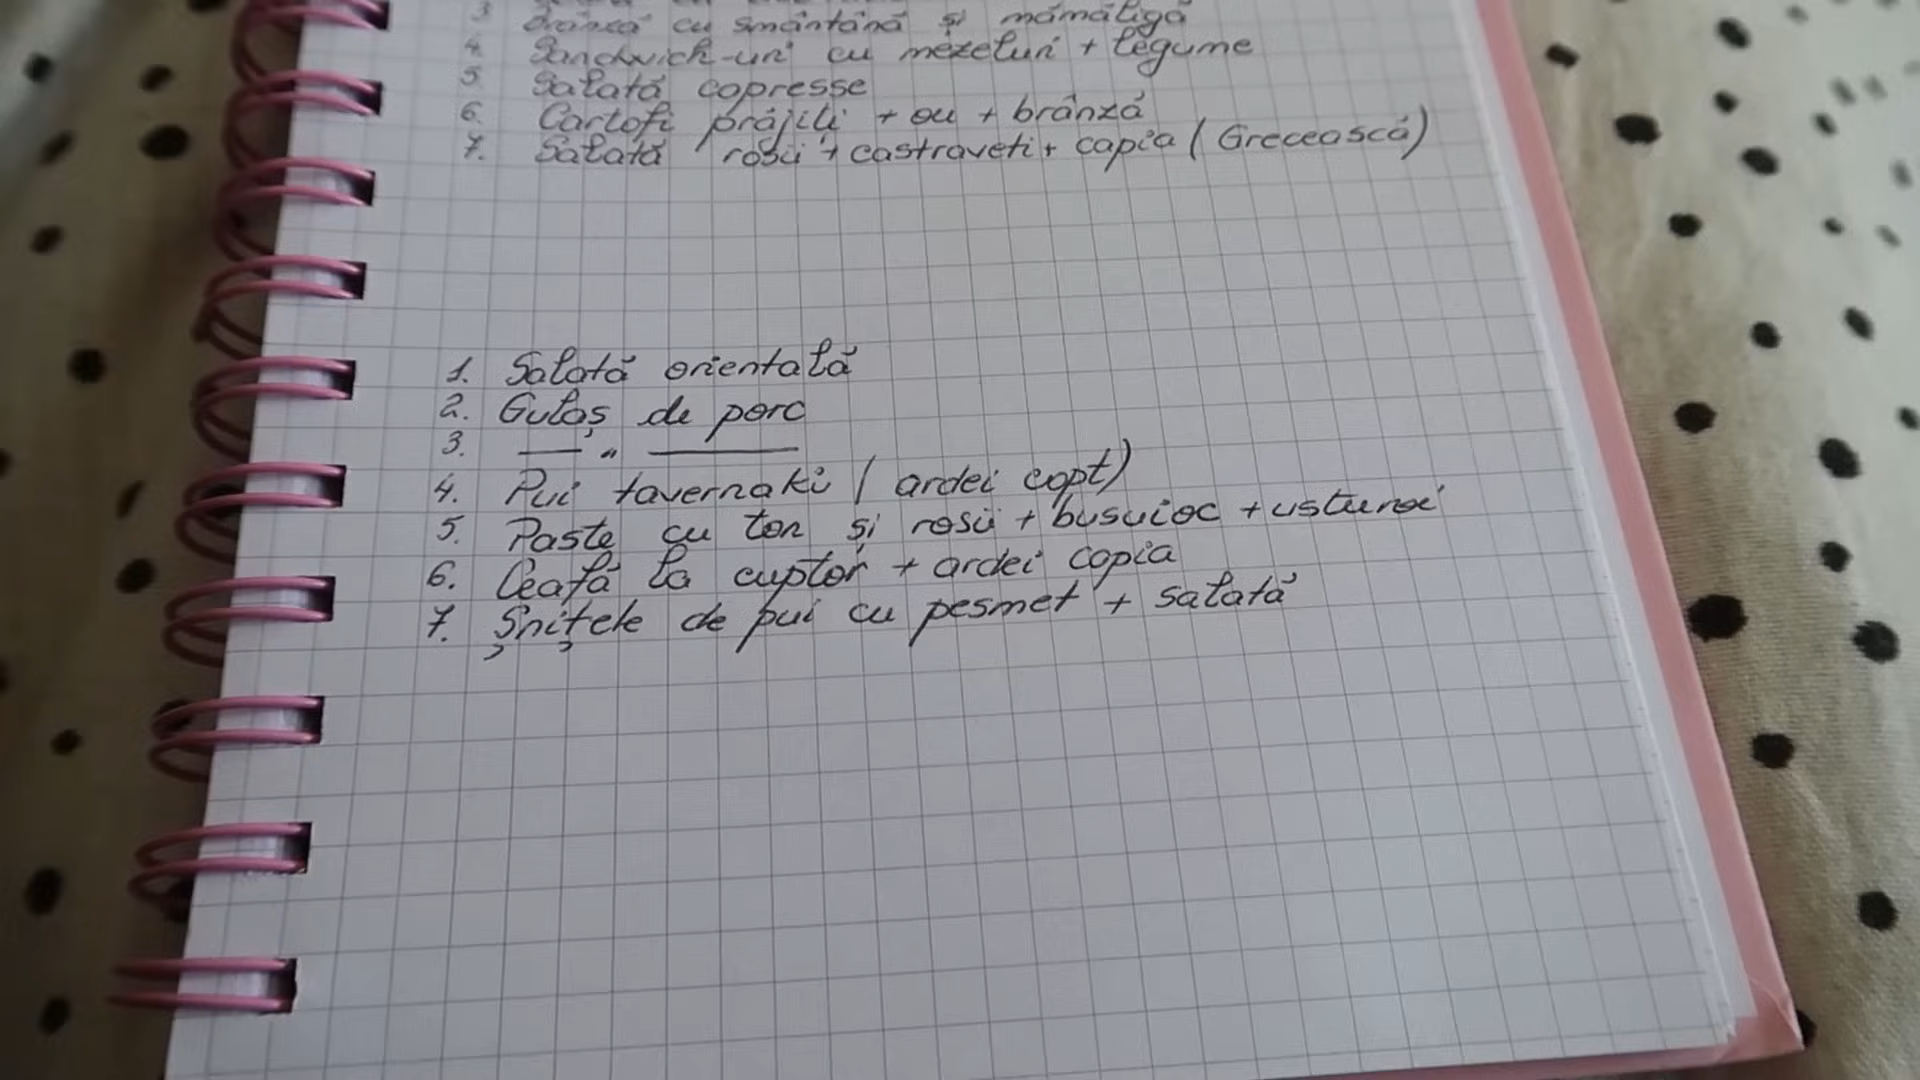 3. Brânză cu smântână și mămăligă
4. Sandwich-uri cu mezeluri + legume
5. Salată copresse
6. Cartofi prăjiți + ou + brânză
7. Salată roșii + castraveti + capia (Grecească)
1. Salată orientală
2. Gulaș de porc
3. — „ —
4. Pui tavernaki (ardei copt)
5. Paste cu ton și rosii + busuioc + usturoi
6. Ceafă la cuptor + ardei capia
7. Șnițele de pui cu pesmet + salată